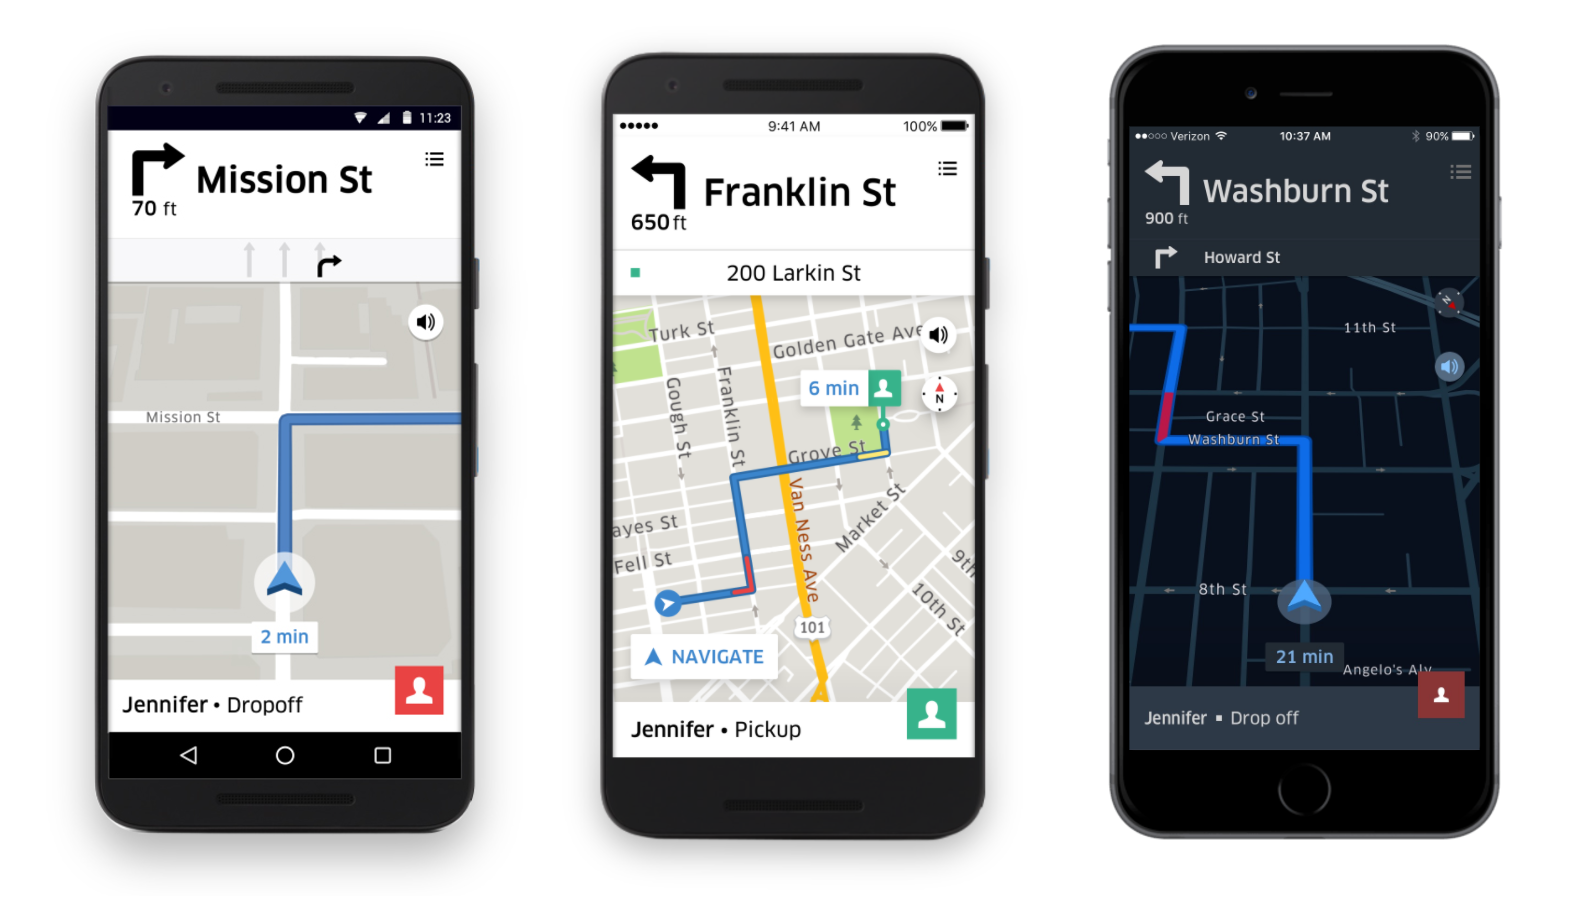 11:23
Mission St
70 ft
Mission St
2 min
Jennifer • Dropoff
9:41 AM 100%
Franklin St
650 ft
200 Larkin St
Turk St
Golden Gate Ave
6 min
N
Gough St
Franklin St
Grove St
Van Ness Ave
Market St
ayes St
Fell St
9th
10th St
101
NAVIGATE
Jennifer • Pickup
Verizon 10:37 AM 90%
Washburn St
900 ft
Howard St
N
11th St
Grace St
Washburn St
8th St
21 min
Angelo's Aly
Jennifer ▪ Drop off